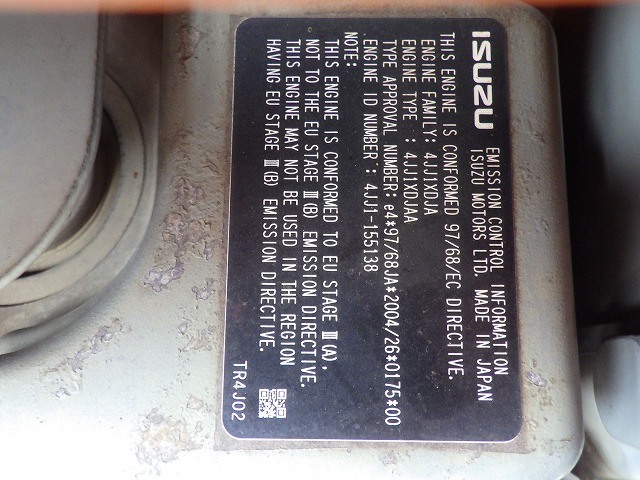 ISUZU
EMISSION CONTROL INFORMATION
ISUZU MOTORS LTD. MADE IN JAPAN
THIS ENGINE IS CONFORMED 97/68/EC DIRECTIVE.
ENGINE FAMILY: 4JJ1XDJA
ENGINE TYPE : 4JJ1XDJAA
TYPE APPROVAL NUMBER: e4*97/68JA*2004/26*0175*00
ENGINE ID NUMBER : 4JJ1-155138
NOTE:
THIS ENGINE IS CONFORMED TO EU STAGE Ⅲ(A),
NOT TO THE EU STAGE Ⅲ(B) EMISSION DIRECTIVE.
THIS ENGINE MAY NOT BE USED IN THE REGION
HAVING EU STAGE Ⅲ(B) EMISSION DIRECTIVE.
TR4J02